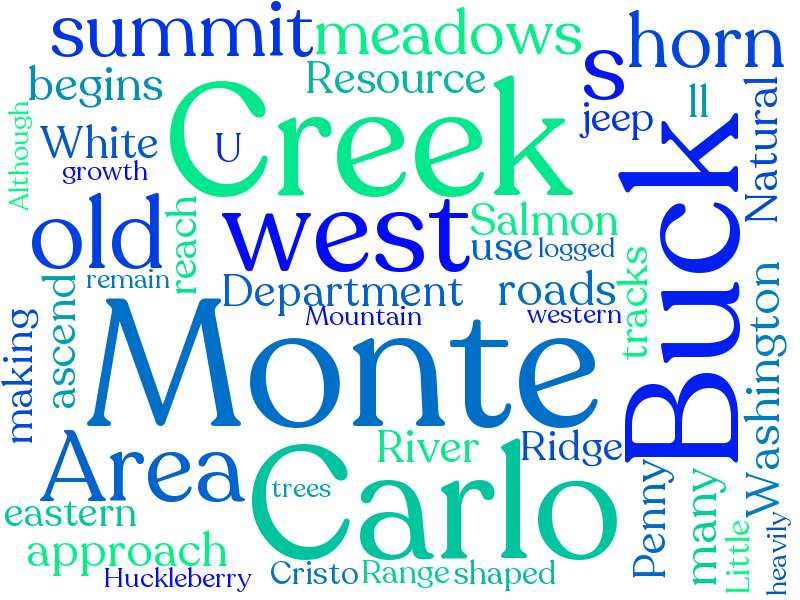 summit
meadows
s
horn
begins
Resource
ll
jeep
Natural
Although
White
U
Creek
growth
old
reach
west
Salmon
use
logged
Buck
remain
Department
roads
tracks
making
ascend
Mountain
western
Washington
Monte
Area
River
Ridge
Carlo
trees
Penny
many
eastern
approach
Little
heavily
Huckleberry
Cristo
Range
shaped